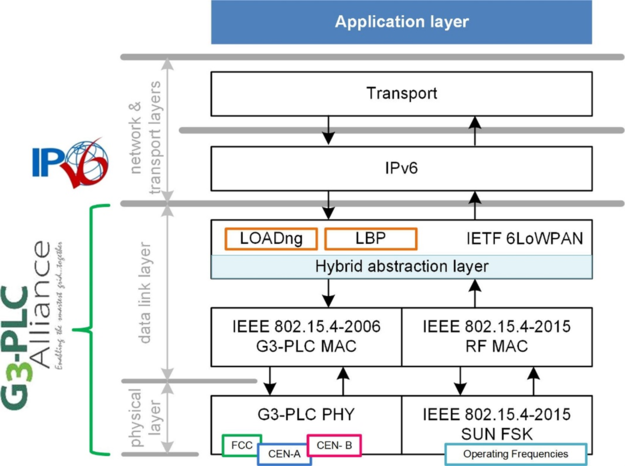 Application layer
network &
transport layers
Transport
IPv6
IPv6
G3-PLC
Alliance
Enabling the smartest grid...together
data link layer
LOADng
LBP
IETF 6LoWPAN
Hybrid abstraction layer
IEEE 802.15.4-2006
G3-PLC MAC
IEEE 802.15.4-2015
RF MAC
physical
layer
G3-PLC PHY
FCC
CEN-A
CEN- B
IEEE 802.15.4-2015
SUN FSK
Operating Frequencies